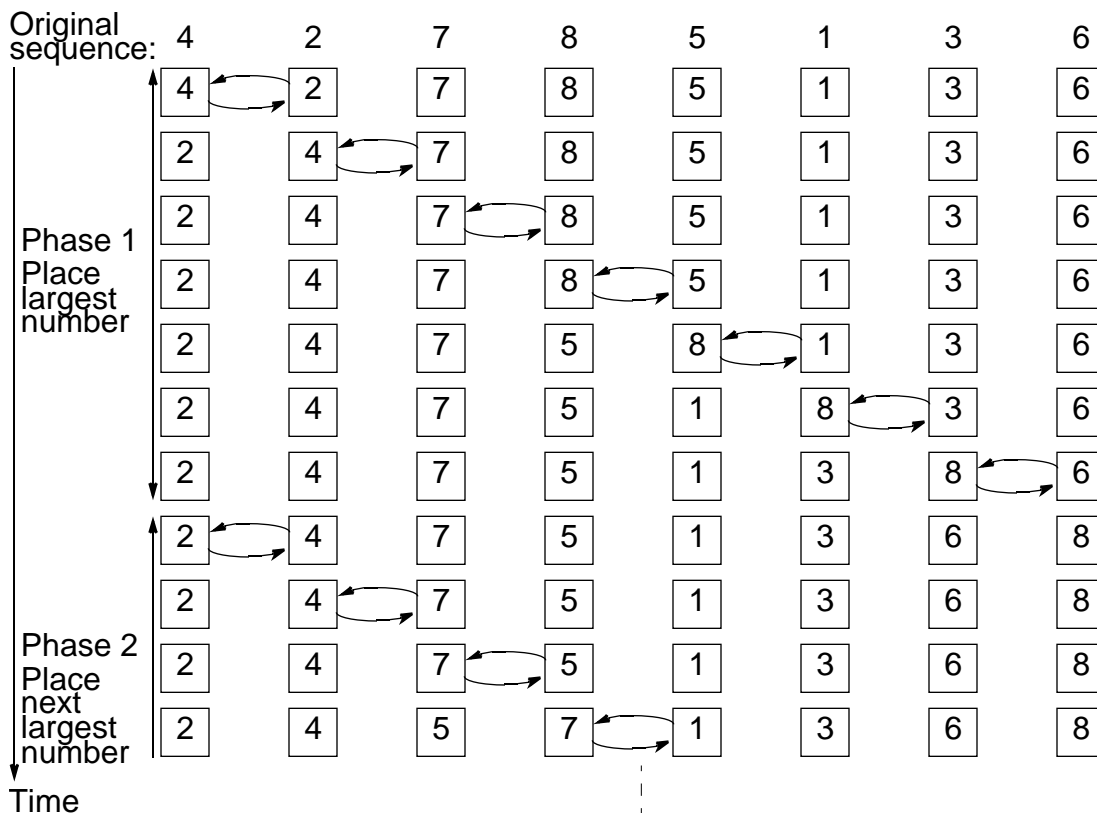 Original
sequence: 4 2 7 8 5 1 3 6
4 2 7 8 5 1 3 6
2 4 7 8 5 1 3 6
2 4 7 8 5 1 3 6
Phase 1
Place
largest
number
2 4 7 8 5 1 3 6
2 4 7 5 8 1 3 6
2 4 7 5 1 8 3 6
2 4 7 5 1 3 8 6
2 4 7 5 1 3 6 8
2 4 7 5 1 3 6 8
Phase 2
Place
next
largest
number
2 4 7 5 1 3 6 8
2 4 5 7 1 3 6 8
Time